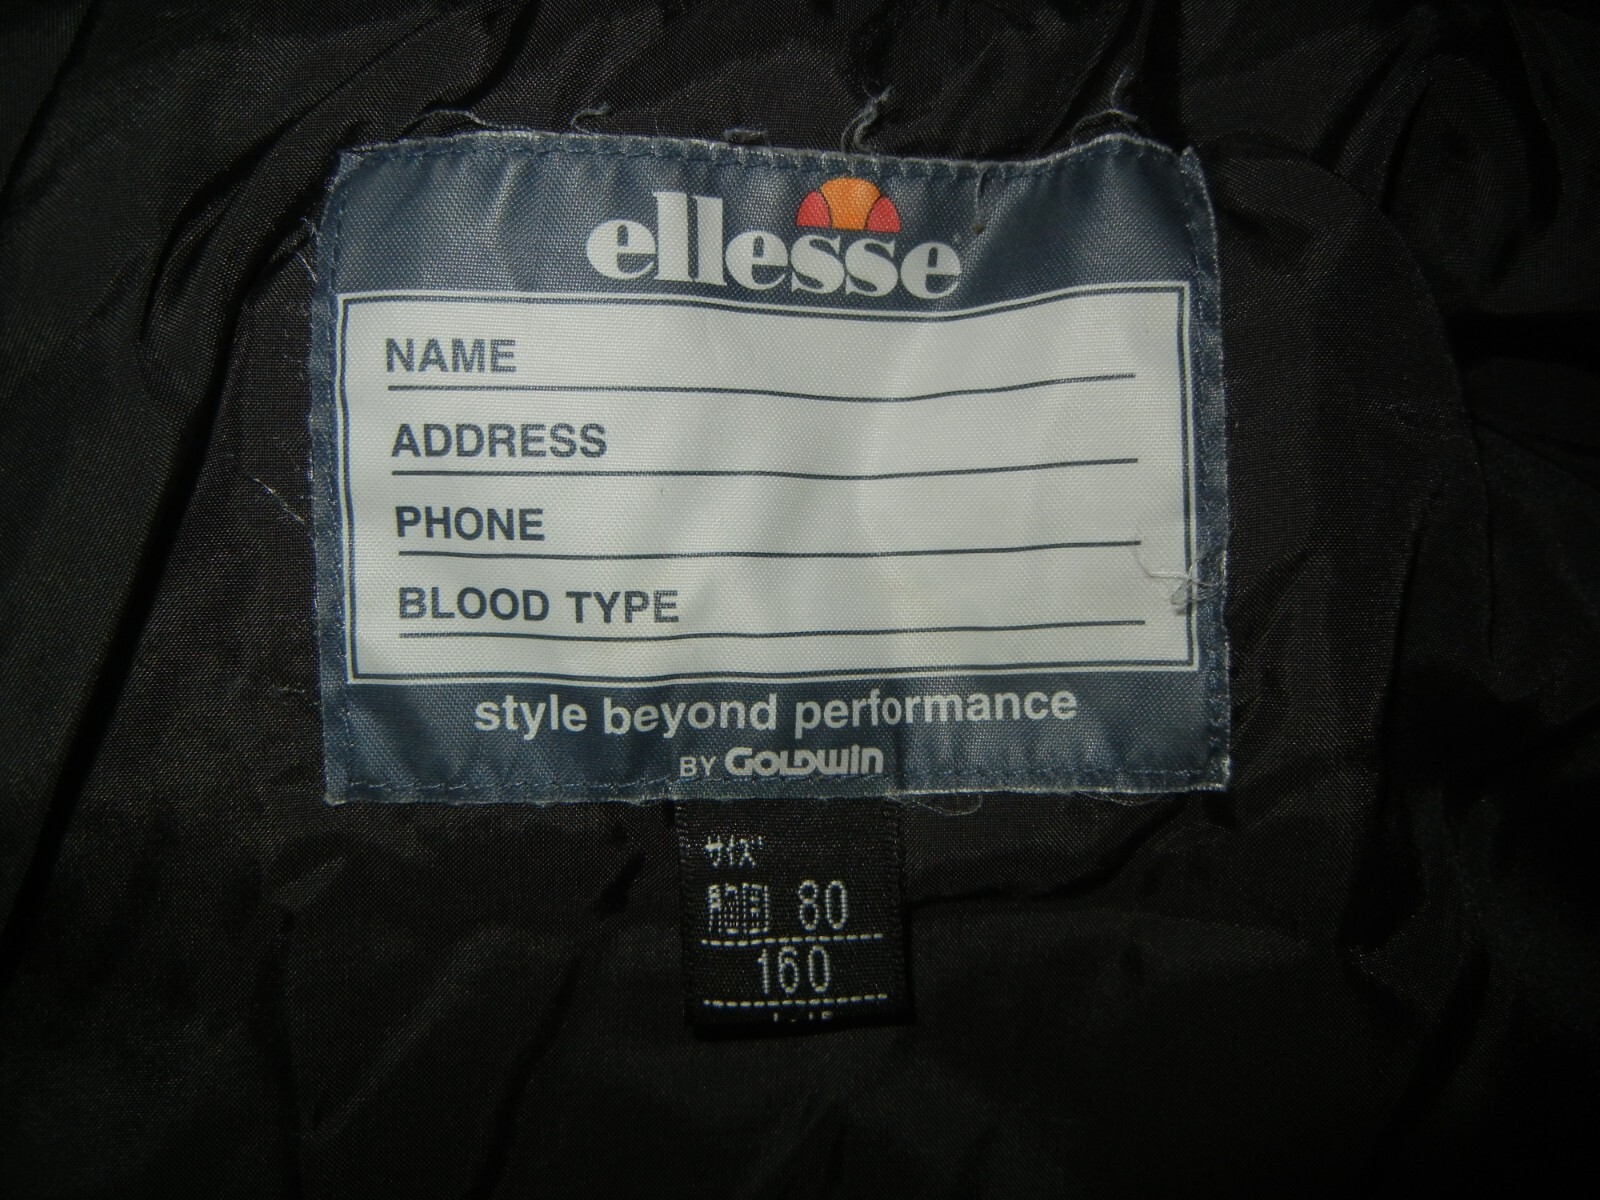 ellesse
NAME
ADDRESS
PHONE
BLOOD TYPE
style beyond performance
BY GOLDWIN
サイズ
胸囲 80
160